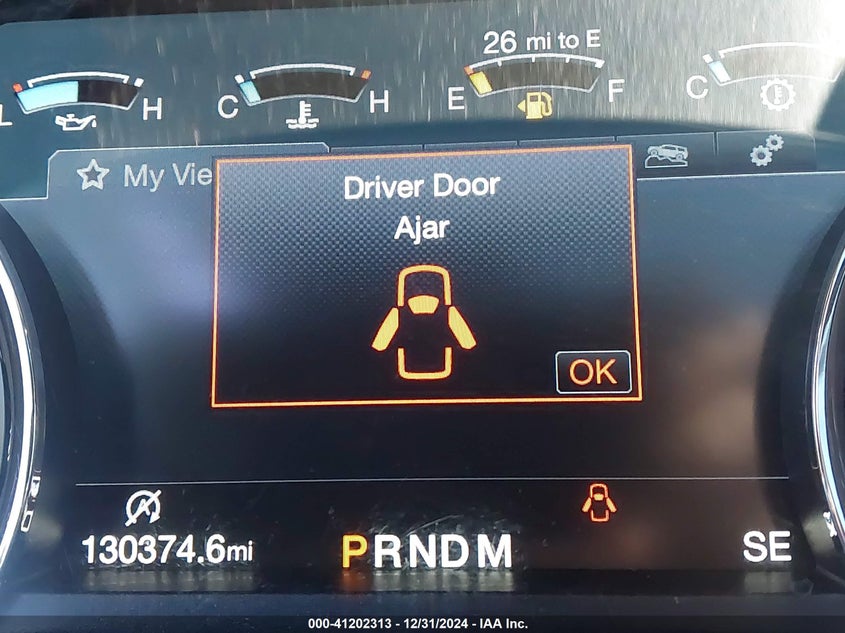 26 mi to E
L H C H E F C
My Vie
Driver Door
Ajar
OK
130374.6mi
PRNDM
SE
000-41202313 - 12/31/2024 - IAA Inc.